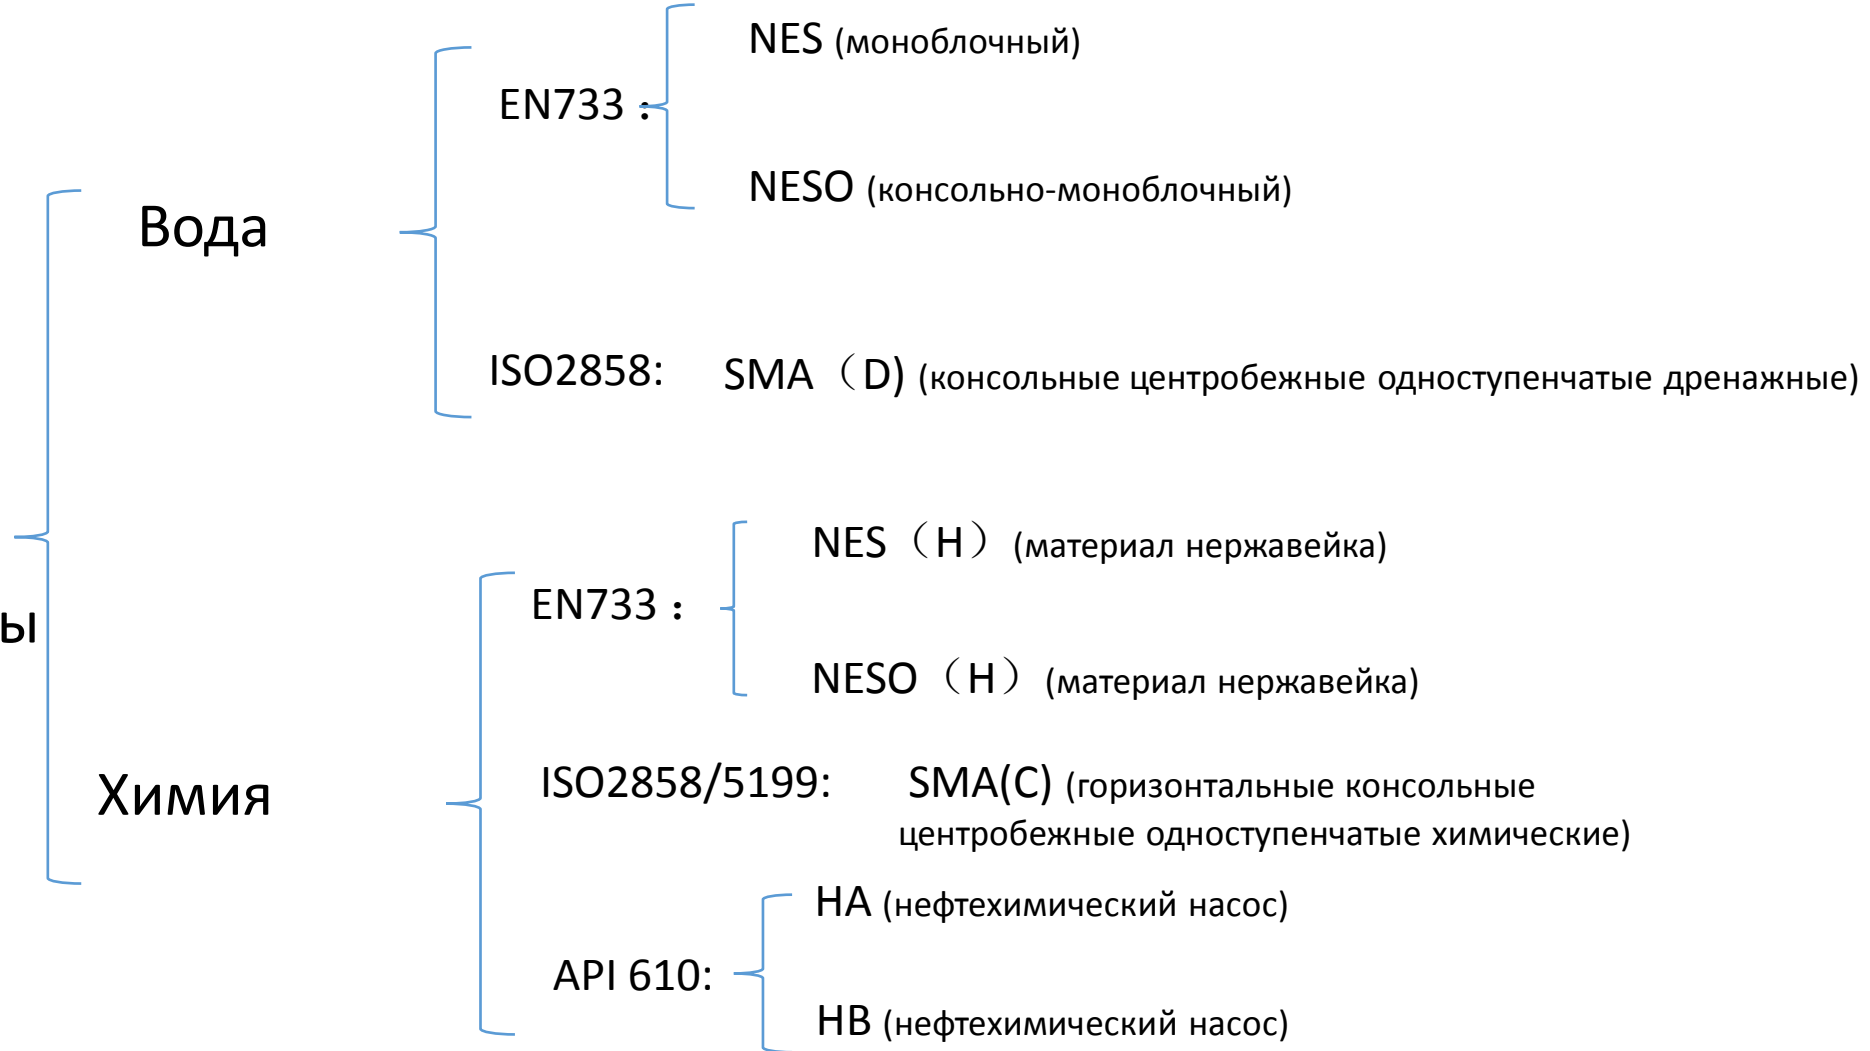 NES (моноблочный)
EN733 :
NESO (консольно-моноблочный)
Вода
ISO2858: SMA （D) (консольные центробежные одноступенчатые дренажные)
NES （H） (материал нержавейка)
EN733 :
ы
NESO （H） (материал нержавейка)
Химия
ISO2858/5199: SMA(C) (горизонтальные консольные
центробежные одноступенчатые химические)
HA (нефтехимический насос)
API 610:
HB (нефтехимический насос)